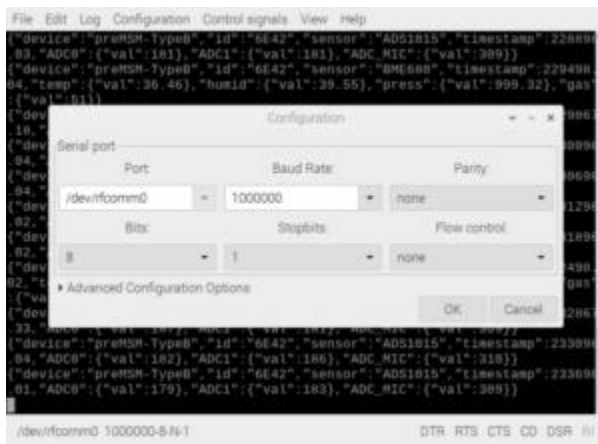 File Edit Log Configuration Control signals View Help
{"device":"preMSM-TypeB","id":"6E42","sensor":"ADS1015","timestamp":
03,"ADC0":{"val":181},"ADC1":{"val":181},"ADC_MIC":{"val":309}}
{"device":"preMSM-TypeB","id":"6E42","sensor":"BME680","timestamp":229498,
04,"temp":{"val":36.46},"humid":{"val":39.55},"press":{"val":999.32},"gas"
:{"val":51}}
Configuration
Serial port
Port: Baud Rate: Parity:
/dev/rfcomm0 1000000 none
Bits: Stopbits: Flow control:
8 1 none
Advanced Configuration Options
OK Cancel
{"device":"preMSM-TypeB","id":"6E42","sensor":"ADS1015","timestamp":
04,"ADC0":{"val":182},"ADC1":{"val":186},"ADC_MIC":{"val":310}}
{"device":"preMSM-TypeB","id":"6E42","sensor":"ADS1015","timestamp":
01,"ADC0":{"val":179},"ADC1":{"val":183},"ADC_MIC":{"val":309}}
/dev/rfcomm0 1000000-8-N-1 DTR RTS CTS CD DSR RI